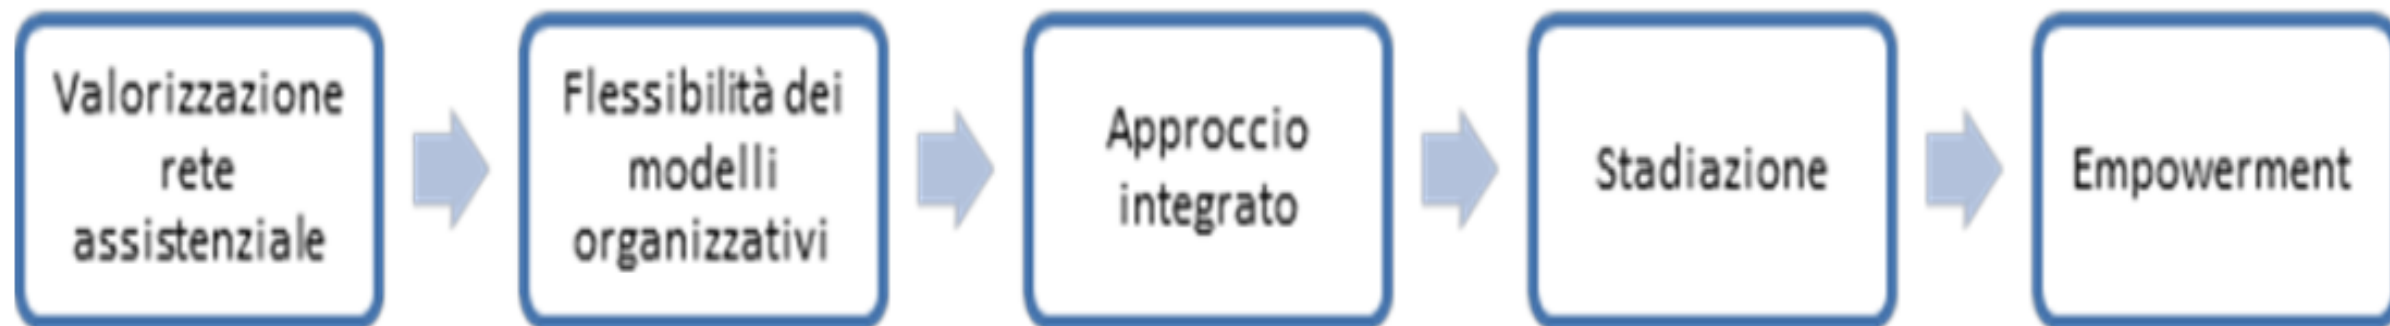 Valorizzazione
rete
assistenziale
Flessibilità dei
modelli
organizzativi
Approccio
integrato
Stadiazione
Empowerment